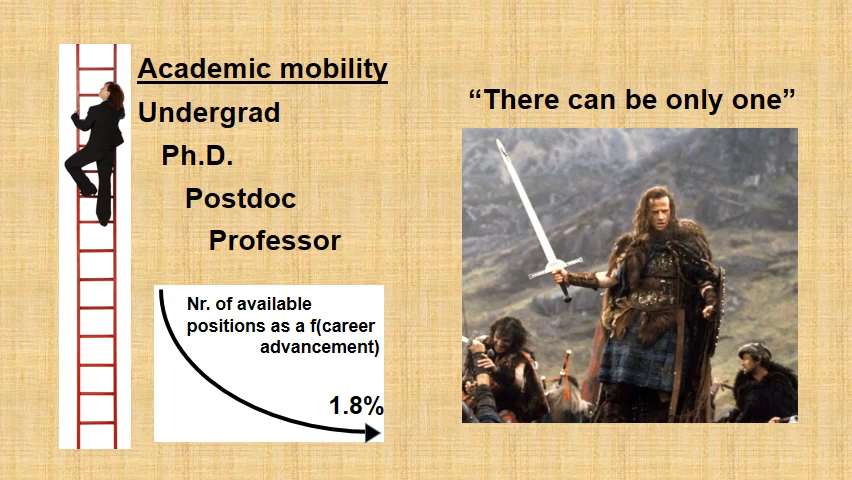 Academic mobility
Undergrad
Ph.D.
Postdoc
Professor
Nr. of available
positions as a f(career
advancement)
1.8%
“There can be only one”